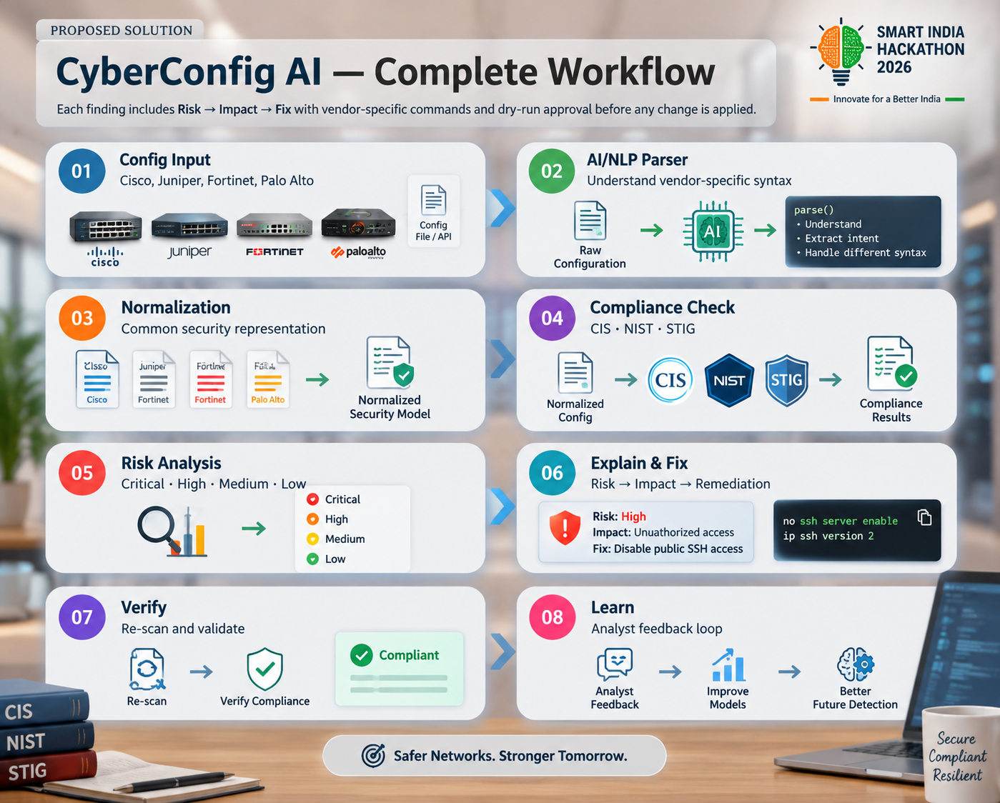 PROPOSED SOLUTION
CyberConfig AI — Complete Workflow
Each finding includes Risk → Impact → Fix with vendor-specific commands and dry-run approval before any change is applied.
SMART INDIA
HACKATHON
2026
Innovate for a Better India
01
Config Input
Cisco, Juniper, Fortinet, Palo Alto
cisco
juniper
FORTINET
paloalto
Config
File / API
02
AI/NLP Parser
Understand vendor-specific syntax
Raw
Configuration
AI
parse()
• Understand
• Extract intent
• Handle different syntax
03
Normalization
Common security representation
Cisco
Juniper
Cisco
Fortinet
Fortinet
Palo Alto
Normalized
Security Model
04
Compliance Check
CIS • NIST • STIG
Normalized
Config
CIS
NIST
STIG
Compliance
Results
05
Risk Analysis
Critical • High • Medium • Low
Critical
High
Medium
Low
06
Explain & Fix
Risk → Impact → Remediation
Risk: High
Impact: Unuathorized access
Fix: Disable public SSH access
no ssh server enable
ip ssh version 2
07
Verify
Re-scan and validate
Re-scan
Verify Compliance
Compliant
08
Learn
Analyst feedback loop
Analyst
Feedback
Improve
Models
Better
Future Detection
CIS
NIST
STIG
Safer Networks. Stronger Tomorrow.
Secure
Compliant
Resilient